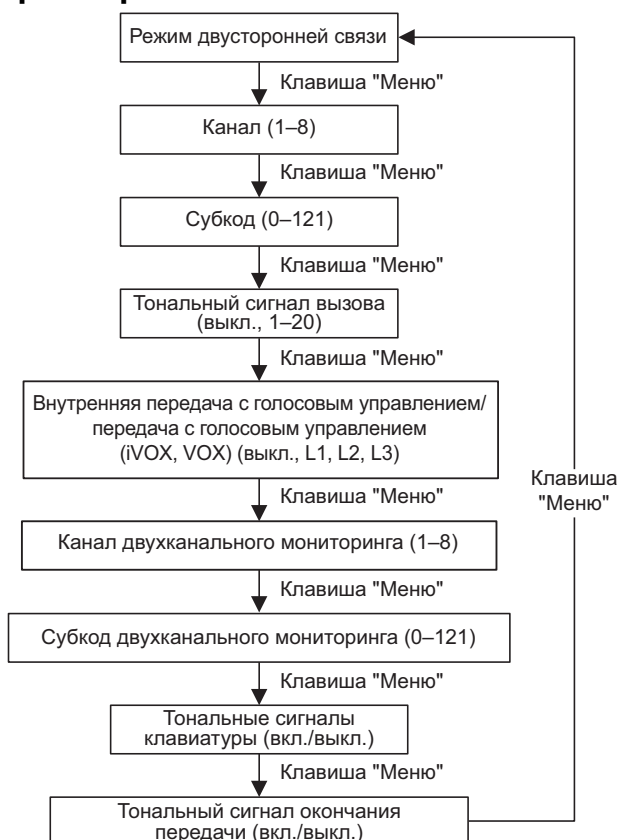 Режим двусторонней связи
Клавиша "Меню"
Канал (1–8)
Клавиша "Меню"
Субкод (0–121)
Клавиша "Меню"
Тональный сигнал вызова
(выкл., 1–20)
Клавиша "Меню"
Внутренняя передача с голосовым управлением/
передача с голосовым управлением
(iVOX, VOX) (выкл., L1, L2, L3)
Клавиша
"Меню"
Клавиша "Меню"
Канал двухканального мониторинга (1–8)
Клавиша "Меню"
Субкод двухканального мониторинга (0–121)
Клавиша "Меню"
Тональные сигналы
клавиатуры (вкл./выкл.)
Клавиша "Меню"
Тональный сигнал окончания
передачи (вкл./выкл.)